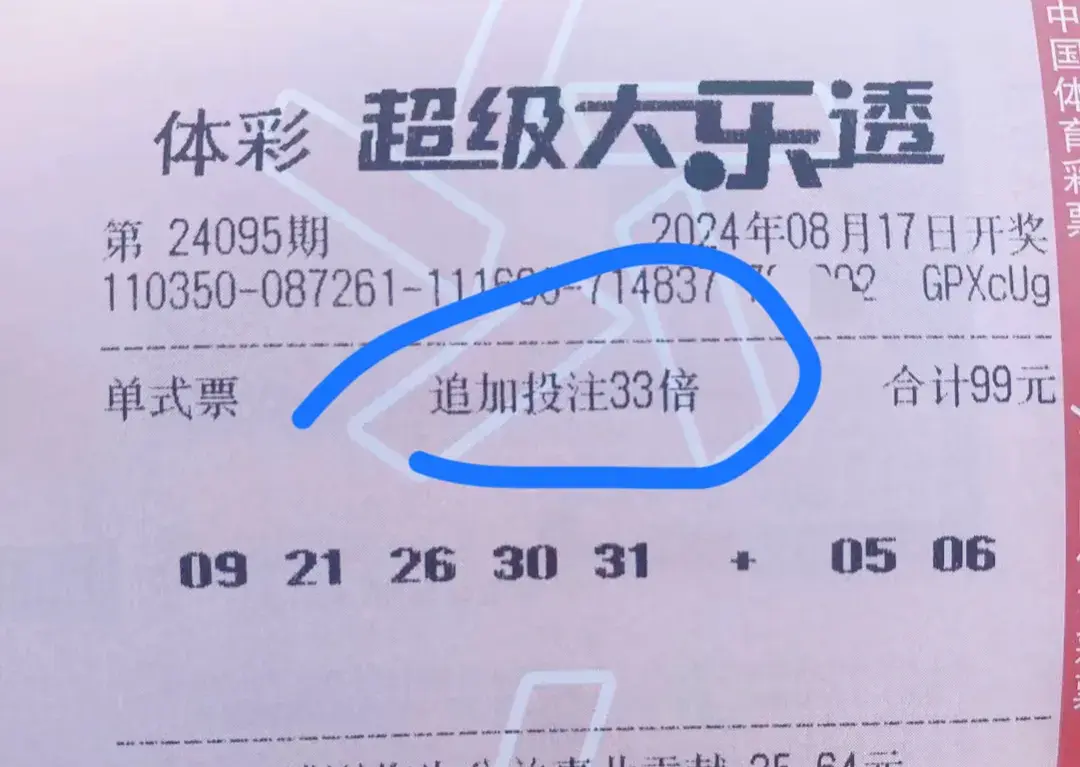 体彩 超级大乐透
第 24095期 2024年08月17日开奖
110350-087261-111 -714837 GPXcUg
单式票 追加投注33倍 合计99元
09 21 26 30 31 + 05 06
中国体育彩票